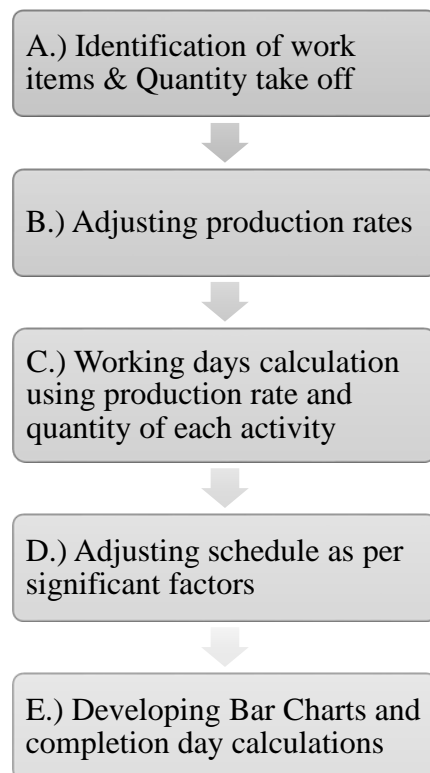 A.) Identification of work
items & Quantity take off
B.) Adjusting production rates
C.) Working days calculation
using production rate and
quantity of each activity
D.) Adjusting schedule as per
significant factors
E.) Developing Bar Charts and
completion day calculations